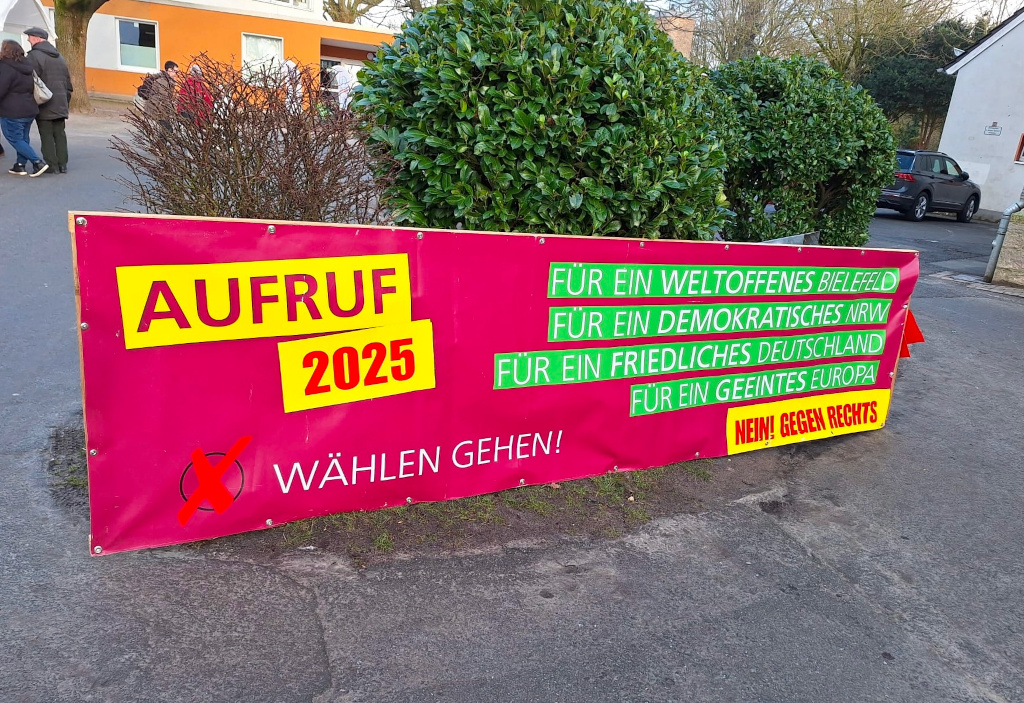 AUFRUF
2025
WÄHLEN GEHEN!
FÜR EIN WELTOFFENES BIELEFELD
FÜR EIN DEMOKRATISCHES NRW
FÜR EIN FRIEDLICHES DEUTSCHLAND
FÜR EIN GEEINTES EUROPA
NEIN! GEGEN RECHTS